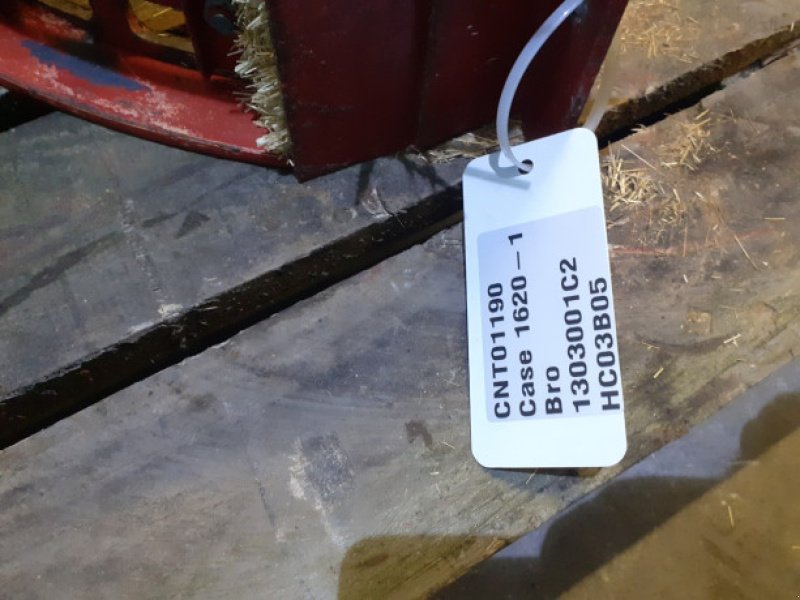 CNT01190
Case 1620 – 1
Bro
1303001C2
HC03B05